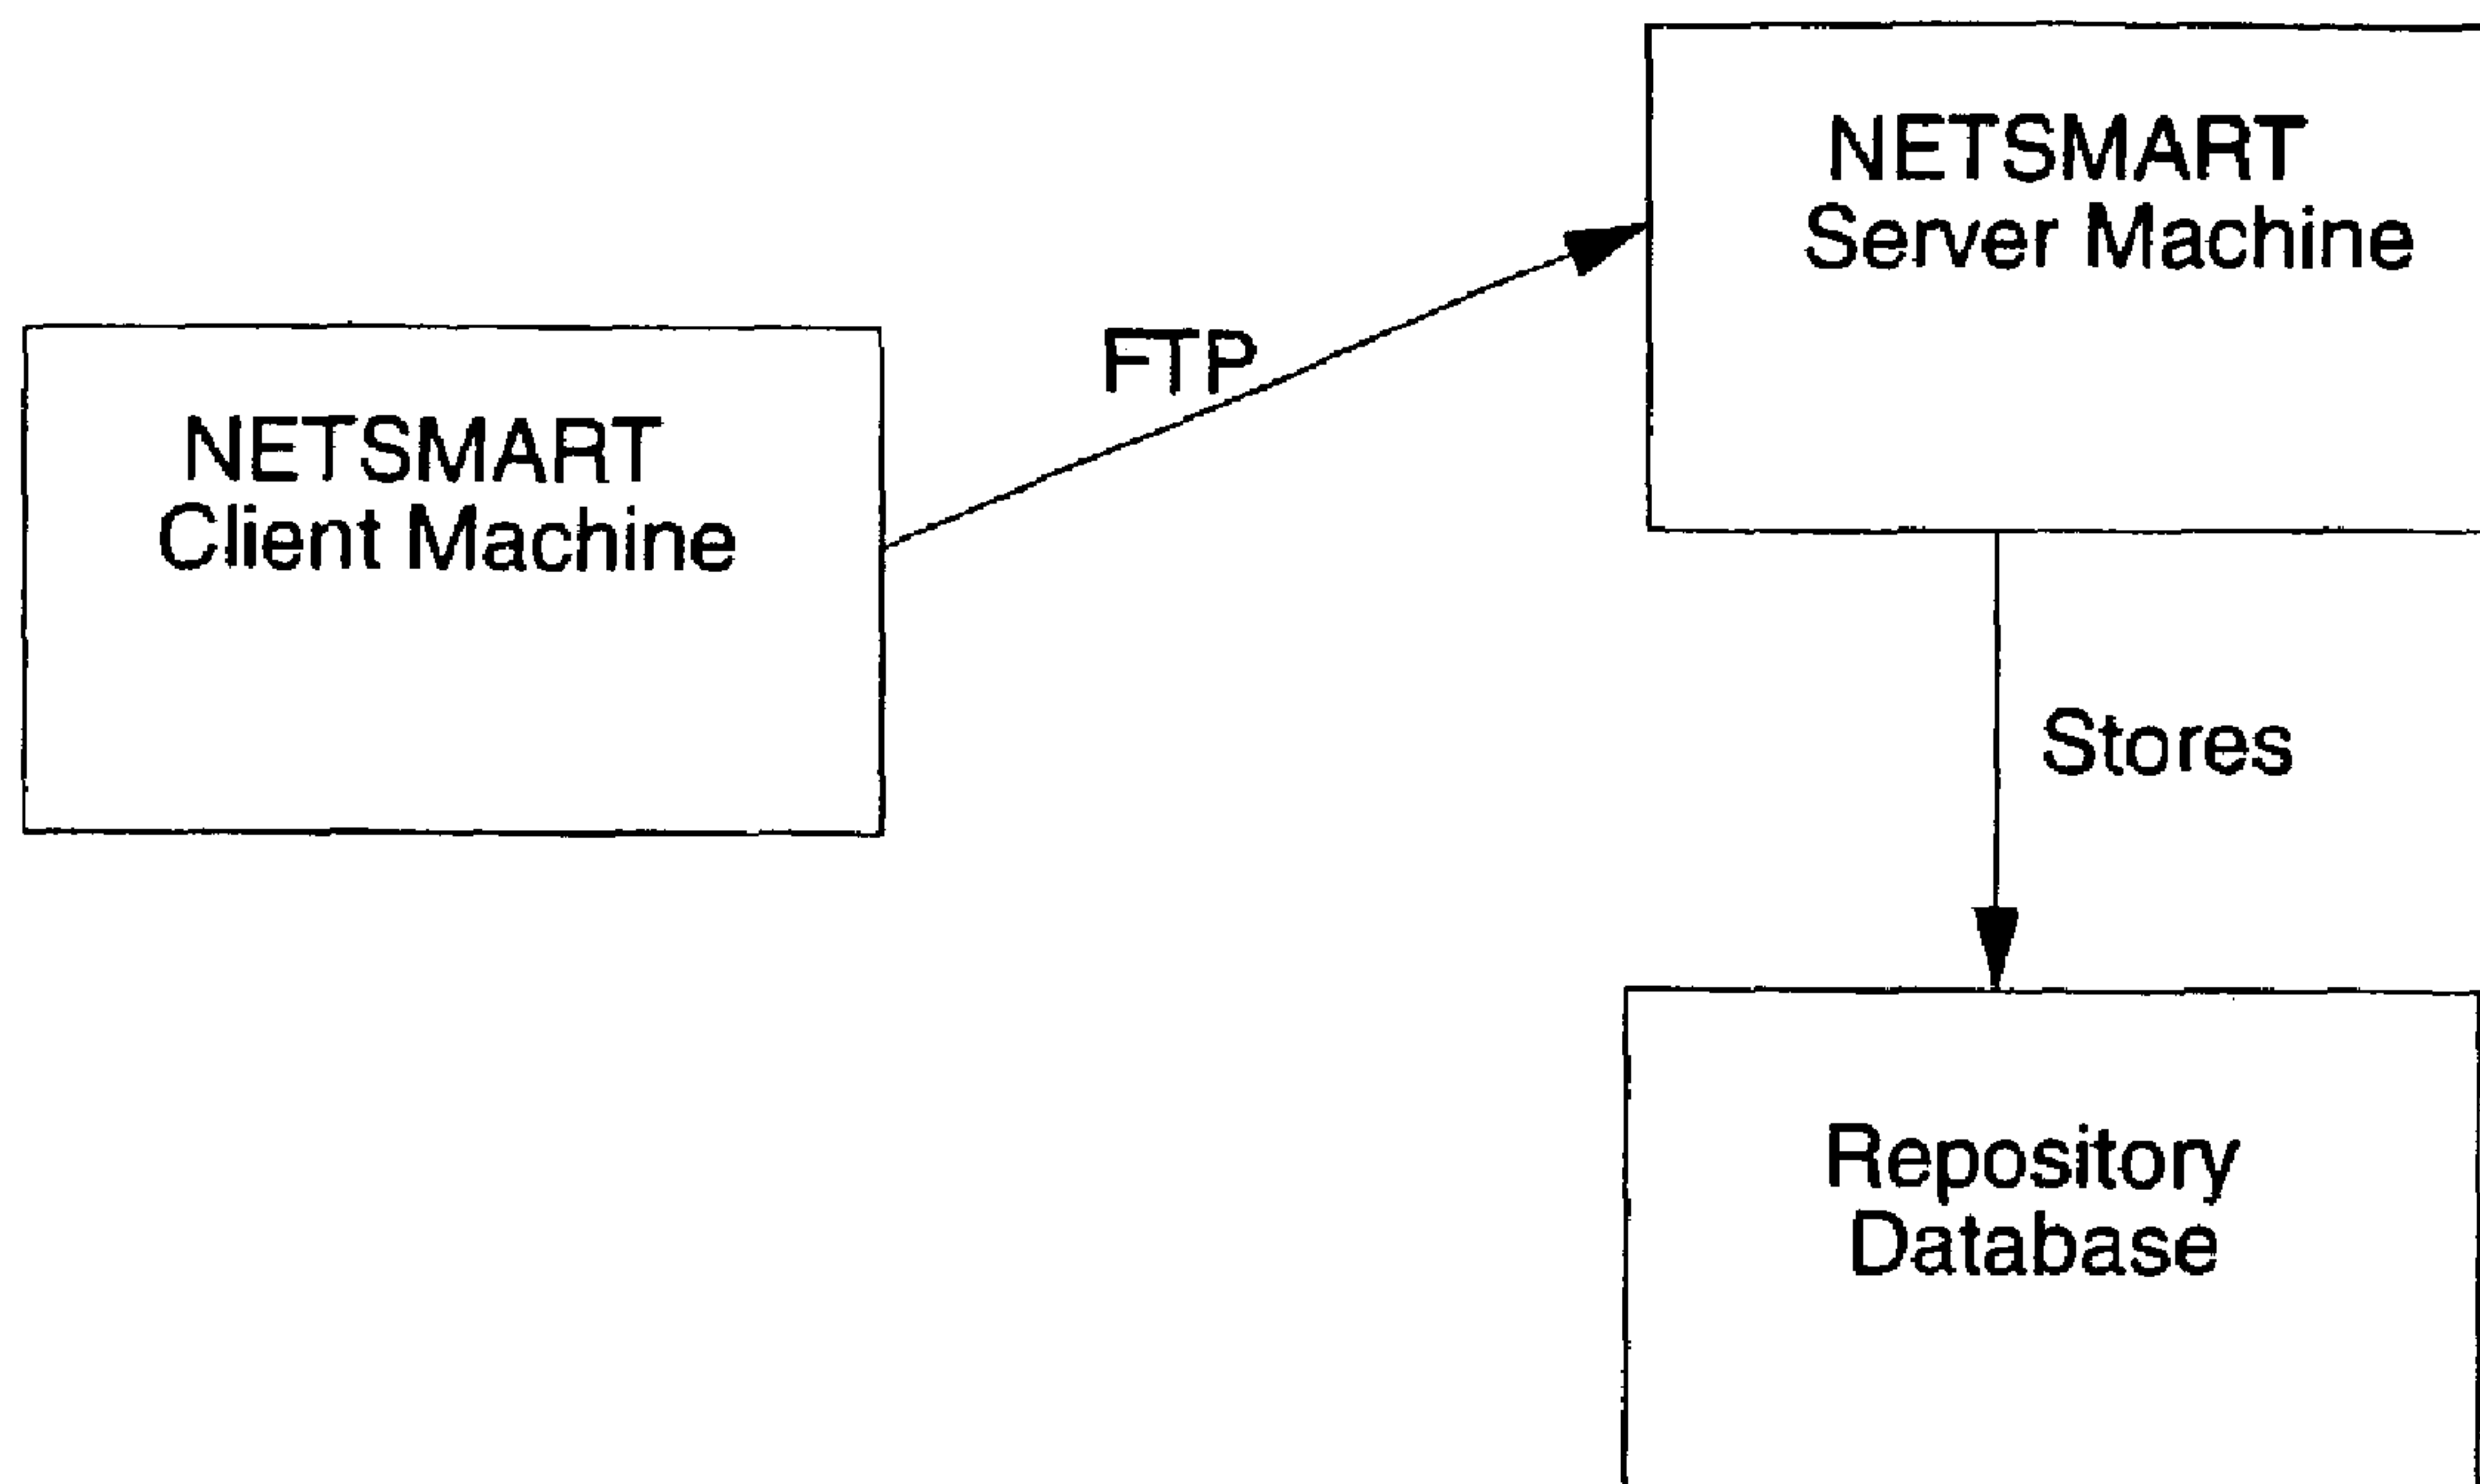 NETSMART
Server Machine
FTP
NETSMART
Client Machine
Stores
Repository
Database